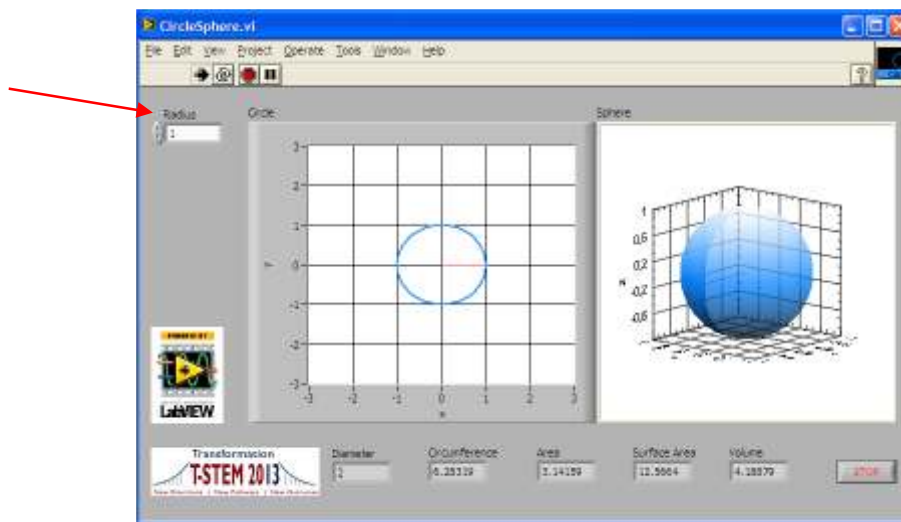 CircleSphere.vi
File Edit View Project Operate Tools Window Help
Radius
1
Circle
Sphere
3
2
1
0
-1
-2
-3
Y
-3 -2 -1 0 1 2 3
x
1
0,6
0,2
-0,2
-0,6
LabVIEW
Transformation
T-STEM 2013
Diameter
Circumference
6.28319
Area
3.14159
Surface Area
12.5664
Volume
4.18879
STOP